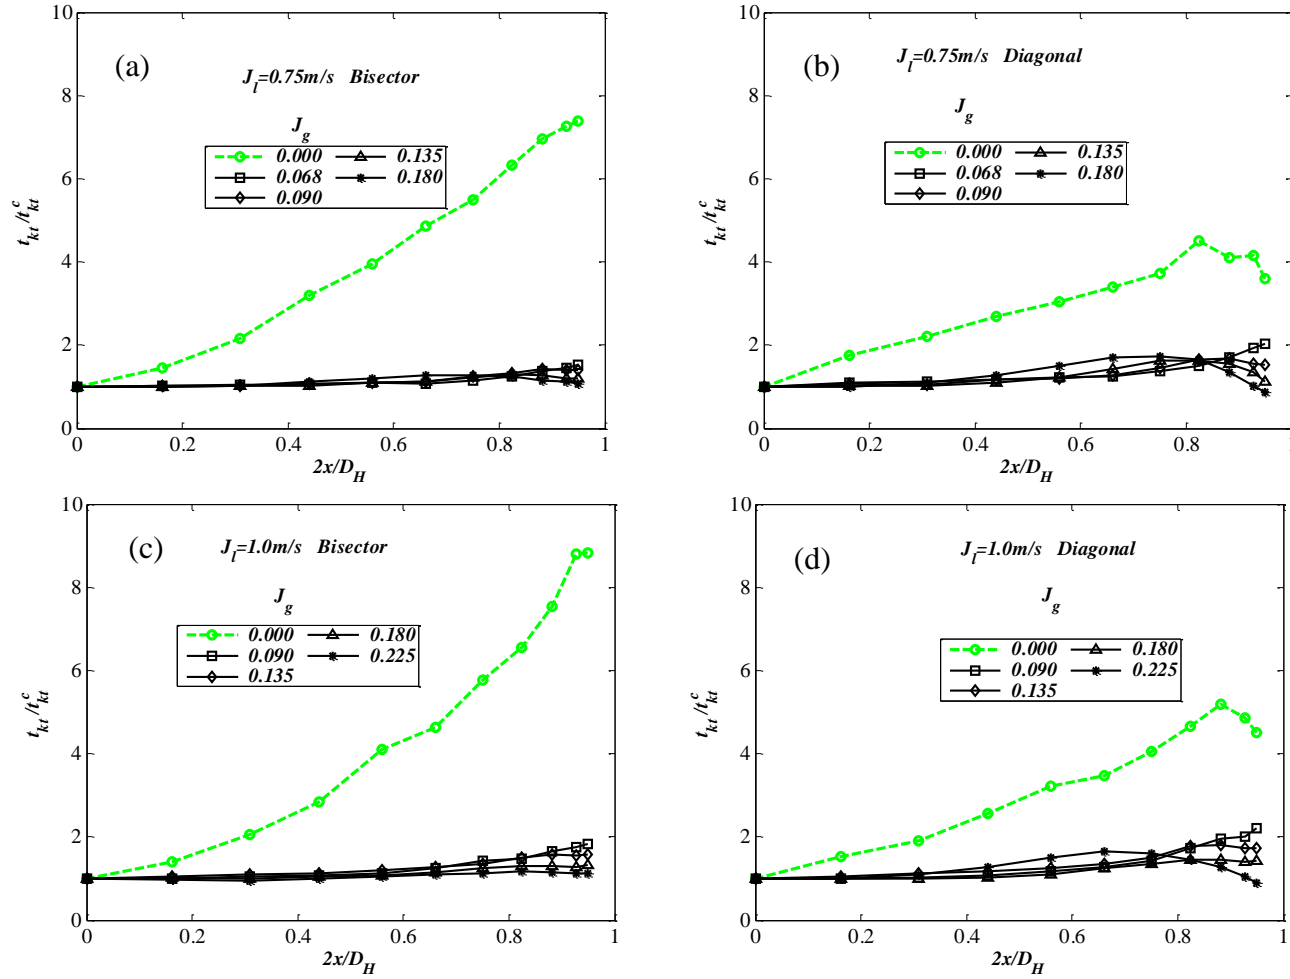 (a)
J_l=0.75m/s Bisector
J_g
0.000 0.135
0.068 0.180
0.090
t_kt/t_kt^c
10
8
6
4
2
0
0 0.2 0.4 0.6 0.8 1
2x/D_H
(b)
J_l=0.75m/s Diagonal
J_g
0.000 0.135
0.068 0.180
0.090
t_kt/t_kt^c
10
8
6
4
2
0
0 0.2 0.4 0.6 0.8 1
2x/D_H
(c)
J_l=1.0m/s Bisector
J_g
0.000 0.180
0.090 0.225
0.135
t_kt/t_kt^c
10
8
6
4
2
0
0 0.2 0.4 0.6 0.8 1
2x/D_H
(d)
J_l=1.0m/s Diagonal
J_g
0.000 0.180
0.090 0.225
0.135
t_kt/t_kt^c
10
8
6
4
2
0
0 0.2 0.4 0.6 0.8 1
2x/D_H